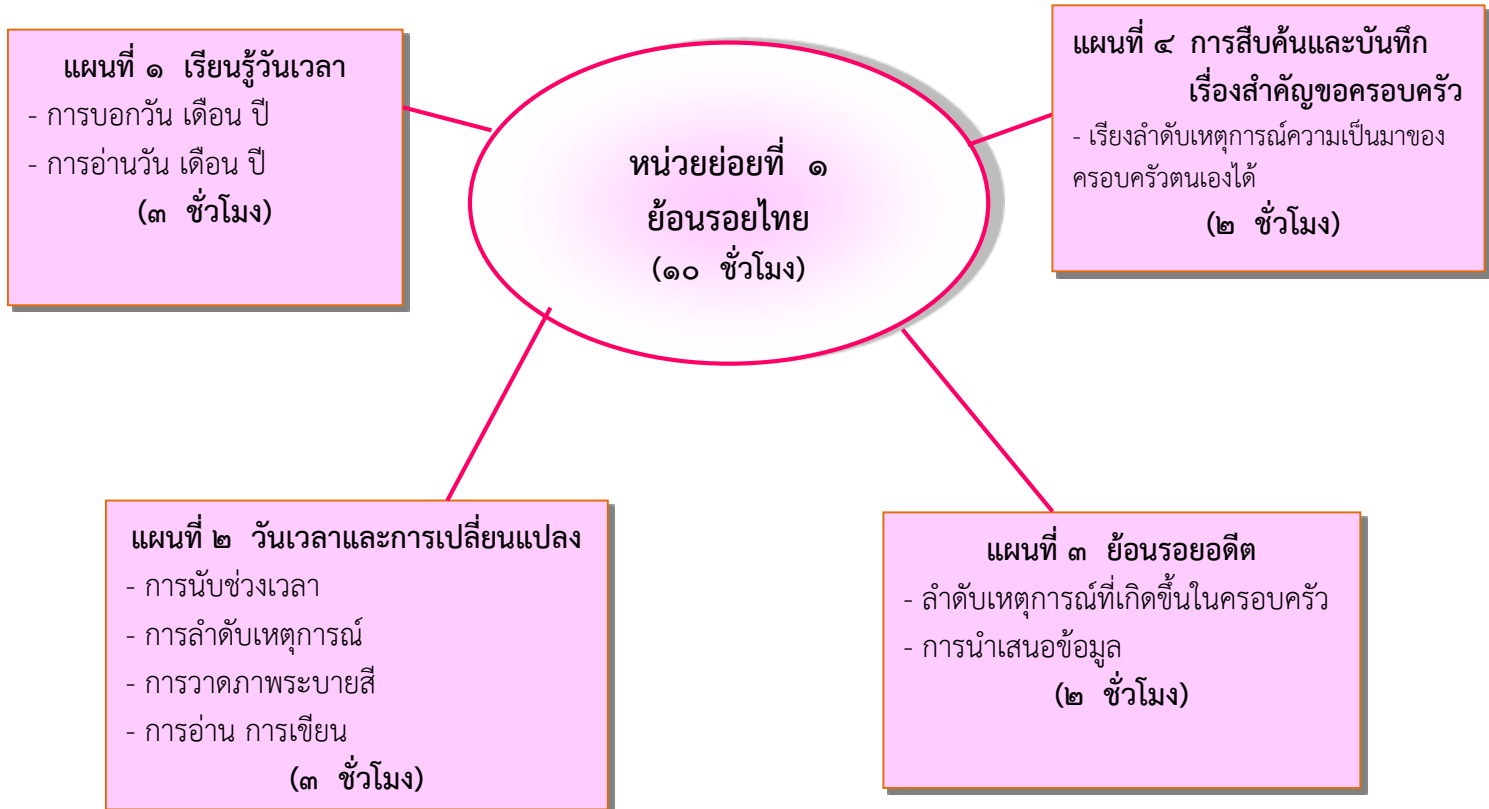 หน่วยย่อยที่ ๑
ย้อนรอยไทย
(๑๐ ชั่วโมง)
แผนที่ ๑ เรียนรู้วันเวลา
- การบอกวัน เดือน ปี
- การอ่านวัน เดือน ปี
(๓ ชั่วโมง)
แผนที่ ๒ วันเวลาและการเปลี่ยนแปลง
- การนับช่วงเวลา
- การลำดับเหตุการณ์
- การวาดภาพระบายสี
- การอ่าน การเขียน
(๓ ชั่วโมง)
แผนที่ ๓ ย้อนรอยอดีต
- ลำดับเหตุการณ์ที่เกิดขึ้นในครอบครัว
- การนำเสนอข้อมูล
(๒ ชั่วโมง)
แผนที่ ๔ การสืบค้นและบันทึก
เรื่องสำคัญขอครอบครัว
- เรียงลำดับเหตุการณ์ความเป็นมาของ
ครอบครัวตนเองได้
(๒ ชั่วโมง)